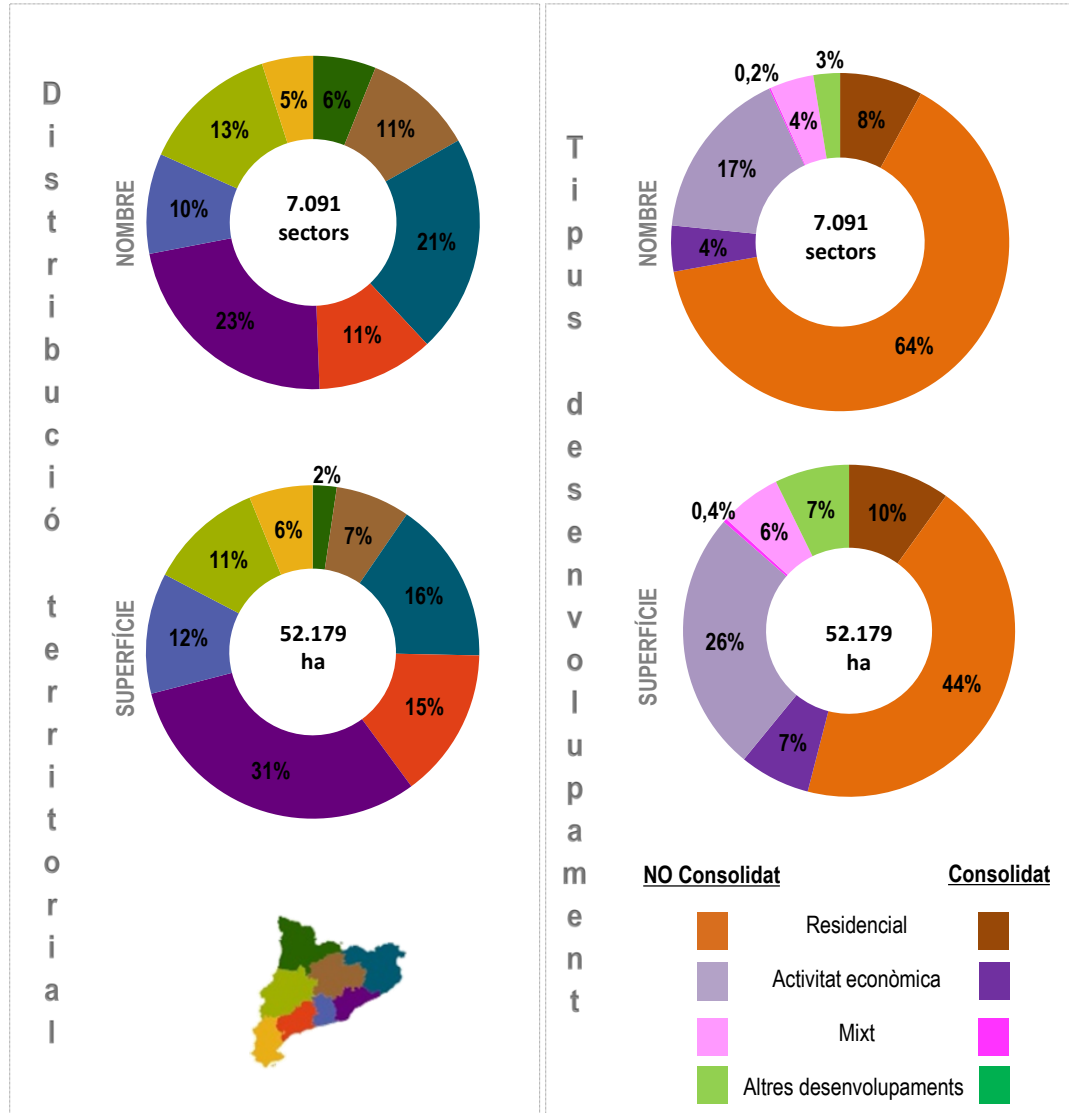 Distribució territorial
NOMBRE
5%
6%
11%
13%
10%
7.091
sectors
21%
23%
11%
SUPERFÍCIE
2%
6%
7%
11%
16%
12%
52.179
ha
15%
31%
Tipus desenvolupament
NOMBRE
3%
0,2%
4%
8%
17%
7.091
sectors
4%
64%
SUPERFÍCIE
7%
10%
0,4%
6%
26%
52.179
ha
44%
7%
NO Consolidat Consolidat
Residencial
Activitat econòmica
Mixt
Altres desenvolupaments